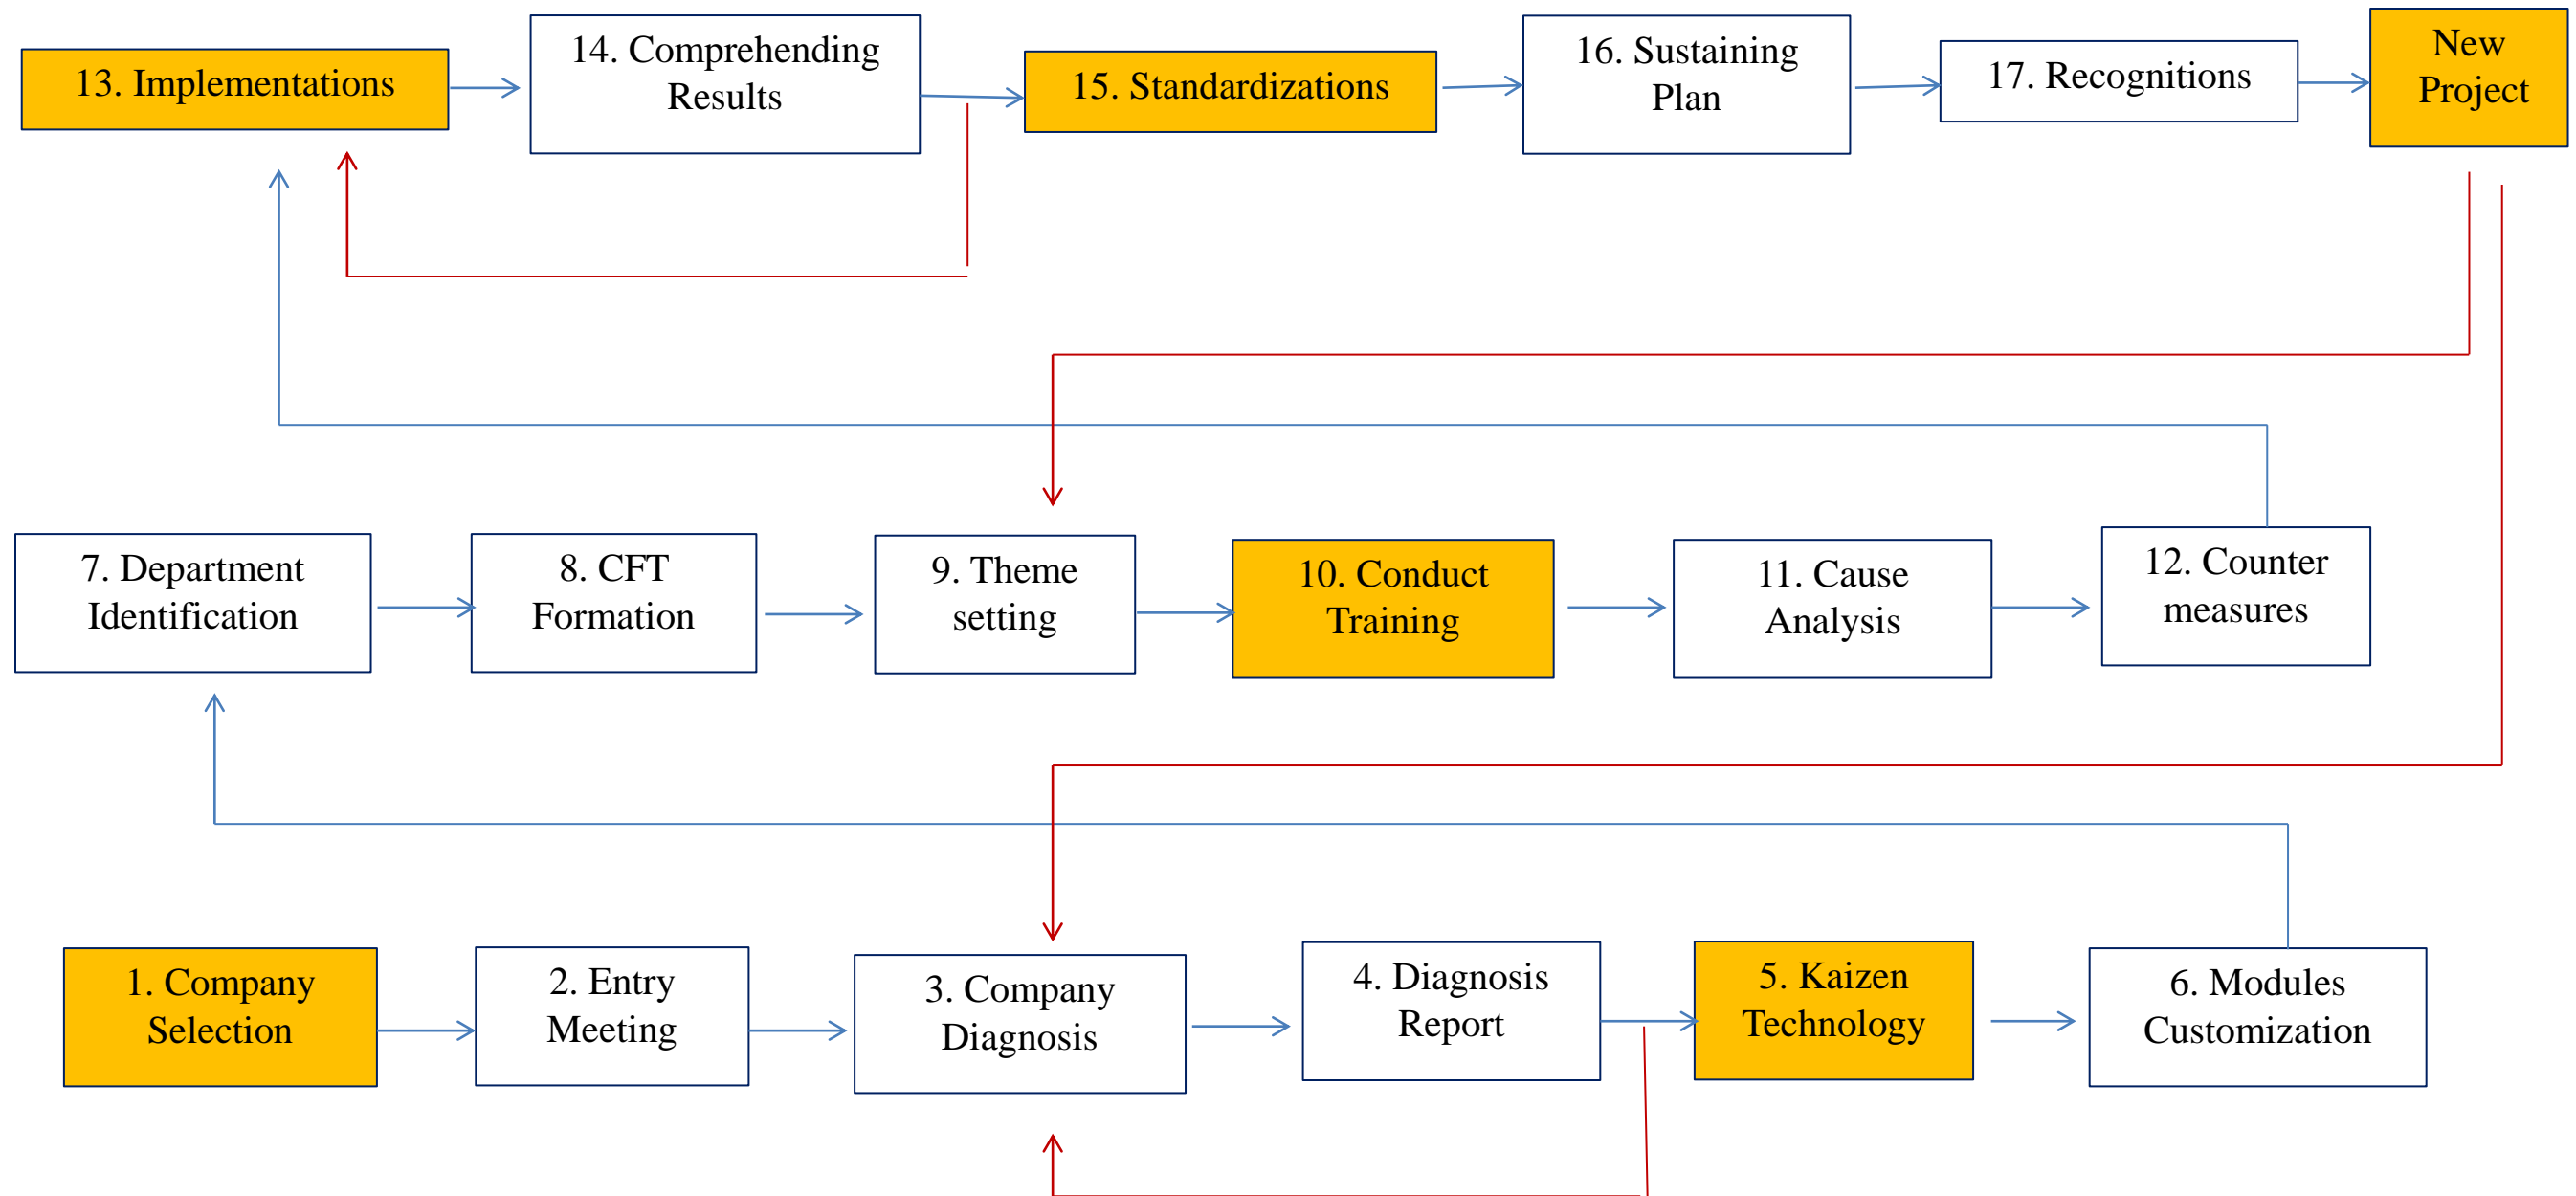 13. Implementations
14. Comprehending
Results
15. Standardizations
16. Sustaining
Plan
17. Recognitions
New
Project
7. Department
Identification
8. CFT
Formation
9. Theme
setting
10. Conduct
Training
11. Cause
Analysis
12. Counter
measures
1. Company
Selection
2. Entry
Meeting
3. Company
Diagnosis
4. Diagnosis
Report
5. Kaizen
Technology
6. Modules
Customization